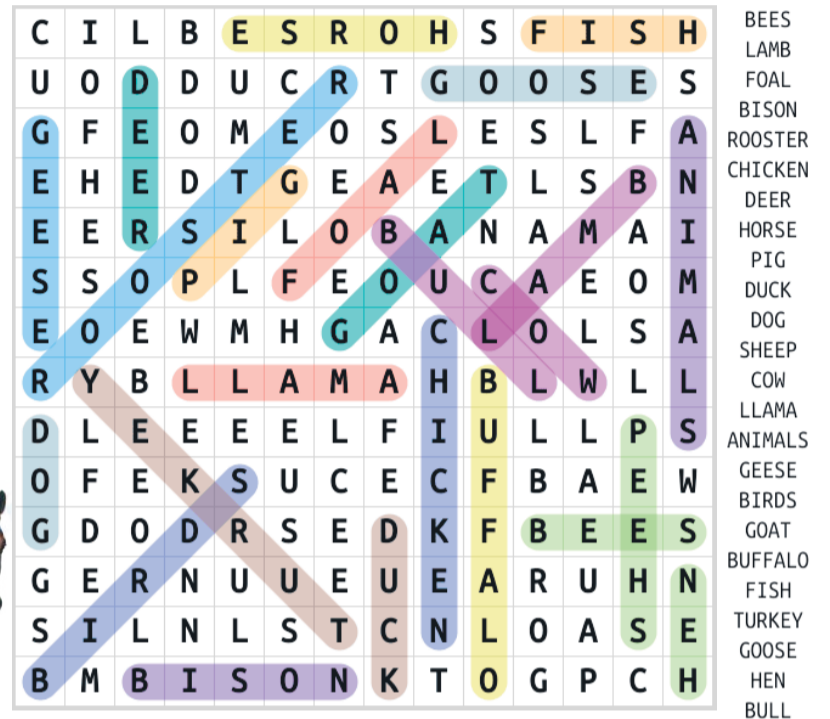 C I L B E S R O H S F I S H
U O D D U C R T G O O S E S
G F E O M E O S L E S L F A
E H E D T G E A E T L S B N
E E R S I L O B A N A M A I
S S O P L F E O U C A E O M
E O E W M H G A C L O L S A
R Y B L L A M A H B L W L L
D L E E E E L F I U L L P S
O F E K S U C E C F B A E W
G D O D R S E D K F B E E S
G E R N U U E U E A R U H N
S I L N L S T C N L O A S E
B M B I S O N K T O G P C H
BEES
LAMB
FOAL
BISON
ROOSTER
CHICKEN
DEER
HORSE
PIG
DUCK
DOG
SHEEP
COW
LLAMA
ANIMALS
GEESE
BIRDS
GOAT
BUFFALO
FISH
TURKEY
GOOSE
HEN
BULL